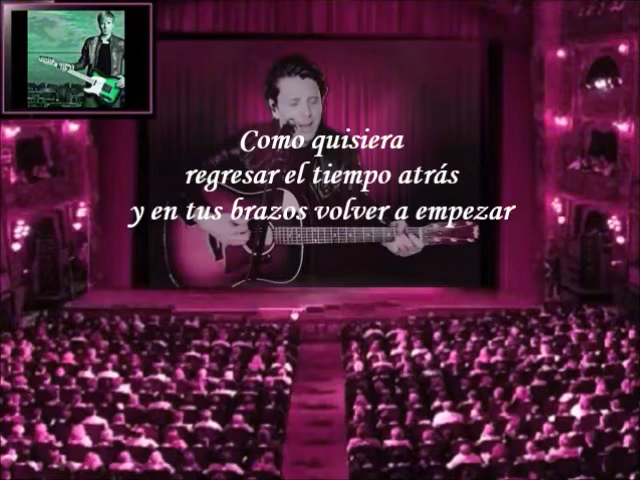 Como quisiera
regresar el tiempo atrás
y en tus brazos volver a empezar